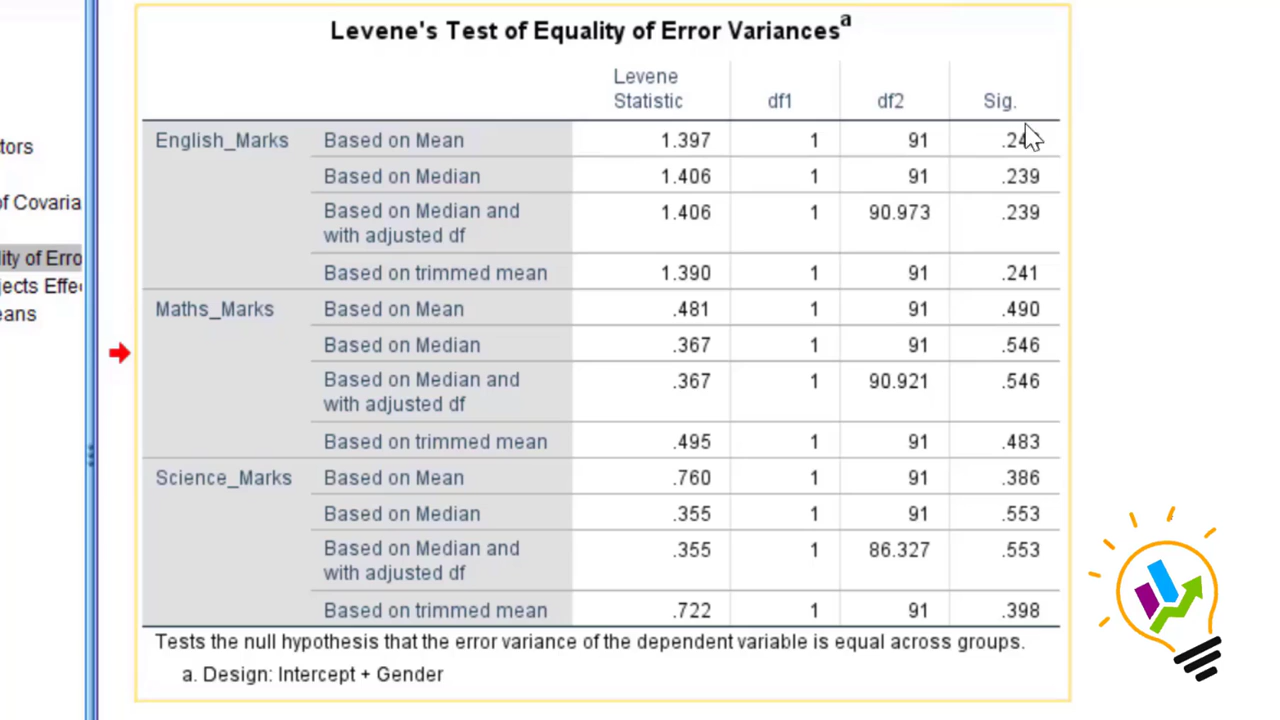 Levene's Test of Equality of Error Variancesa
Levene
Statistic df1 df2 Sig.
tors
English_Marks Based on Mean 1.397 1 91
Based on Median 1.406 1 91 .239
of Covaria
Based on Median and
with adjusted df 1.406 1 90.973 .239
lity of Erro
Based on trimmed mean 1.390 1 91 .241
jects Effe
eans
Maths_Marks Based on Mean .481 1 91 .490
Based on Median .367 1 91 .546
Based on Median and
with adjusted df .367 1 90.921 .546
Based on trimmed mean .495 1 91 .483
Science_Marks Based on Mean .760 1 91 .386
Based on Median .355 1 91 .553
Based on Median and
with adjusted df .355 1 86.327 .553
Based on trimmed mean .722 1 91 .398
Tests the null hypothesis that the error variance of the dependent variable is equal across groups.
a. Design: Intercept + Gender